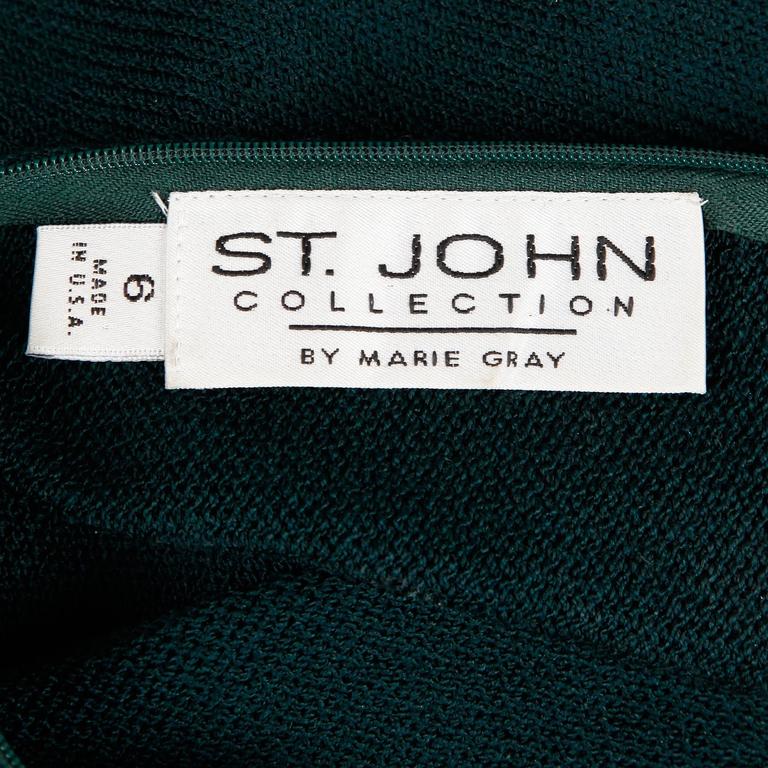 ST. JOHN
COLLECTION
BY MARIE GRAY
6
MADE
IN U.S.A.